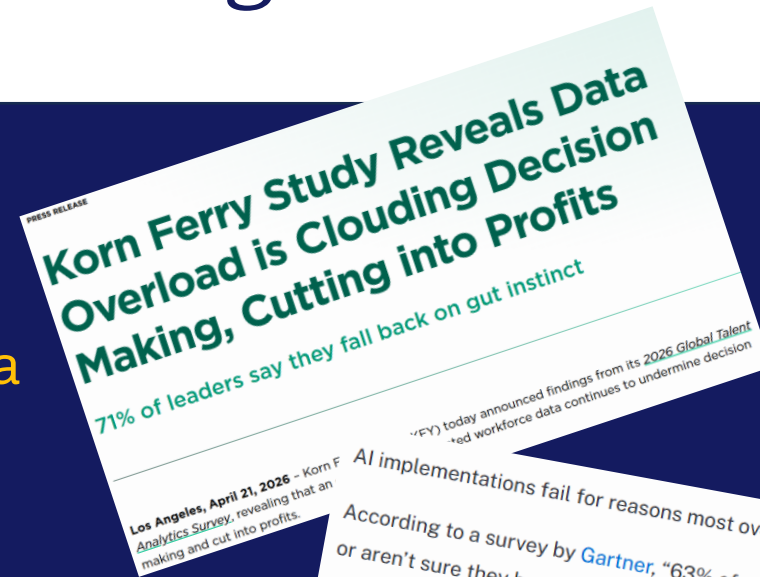 PRESS RELEASE
Korn Ferry Study Reveals Data
Overload is Clouding Decision
Making, Cutting into Profits
71% of leaders say they fall back on gut instinct
Los Angeles, April 21, 2026 – Korn F
KFY) today announced findings from its 2026 Global Talent
Analytics Survey, revealing that an
ted workforce data continues to undermine decision
making and cut into profits.
a
AI implementations fail for reasons most ov
According to a survey by Gartner, “63% of
or aren’t sure they